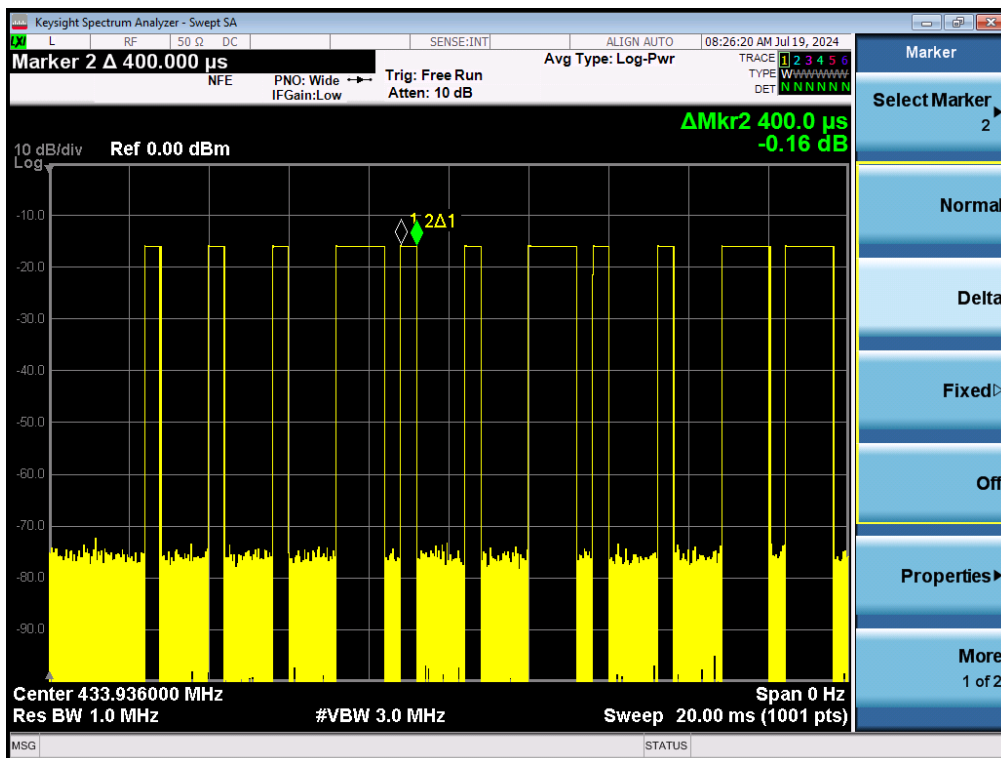 Keysight Spectrum Analyzer - Swept SA
LXI L RF 50 Ω DC SENSE:INT ALIGN AUTO 08:26:20 AM Jul 19, 2024
Marker 2 Δ 400.000 µs
NFE
PNO: Wide
IFGain:Low
Trig: Free Run
Atten: 10 dB
Avg Type: Log-Pwr
TRACE 1 2 3 4 5 6
TYPE WWWWWWW
DET N N N N N N
ΔMkr2 400.0 µs
-0.16 dB
10 dB/div Ref 0.00 dBm
Log
-10.0
1 2Δ1
-20.0
-30.0
-40.0
-50.0
-60.0
-70.0
-80.0
-90.0
Center 433.936000 MHz Span 0 Hz
Res BW 1.0 MHz #VBW 3.0 MHz Sweep 20.00 ms (1001 pts)
MSG STATUS
Marker
Select Marker
2
Normal
Delta
Fixed
Off
Properties
More
1 of 2